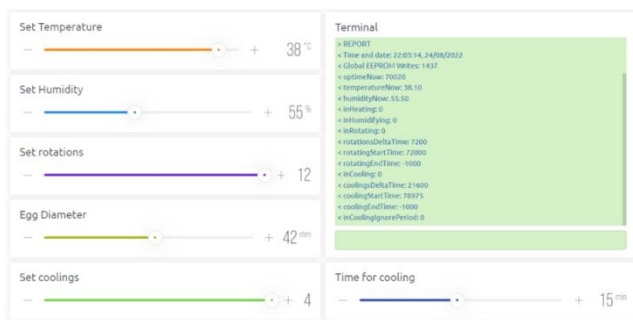 Set Temperature
− + 38 °C
Set Humidity
− + 55 %
Set rotations
− + 12
Egg Diameter
− + 42 mm
Set coolings
− + 4
Terminal
> REPORT
< Time and date: 22:03:14, 24/08/2022
< Global EEPROM Writes: 1437
< uptimeNow: 70020
< temperatureNow: 38.10
< humidityNow: 55.50
< inHeating: 0
< inHumidifying: 0
< inRotating: 0
< rotationsDeltaTime: 7200
< rotatingStartTime: 72000
< rotatingEndTime: -1000
< inCooling: 0
< coolingsDeltaTime: 21600
< coolingStartTime: 78975
< coolingEndTime: -1000
< inCoolingIgnorePeriod: 0
Time for cooling
− + 15 min